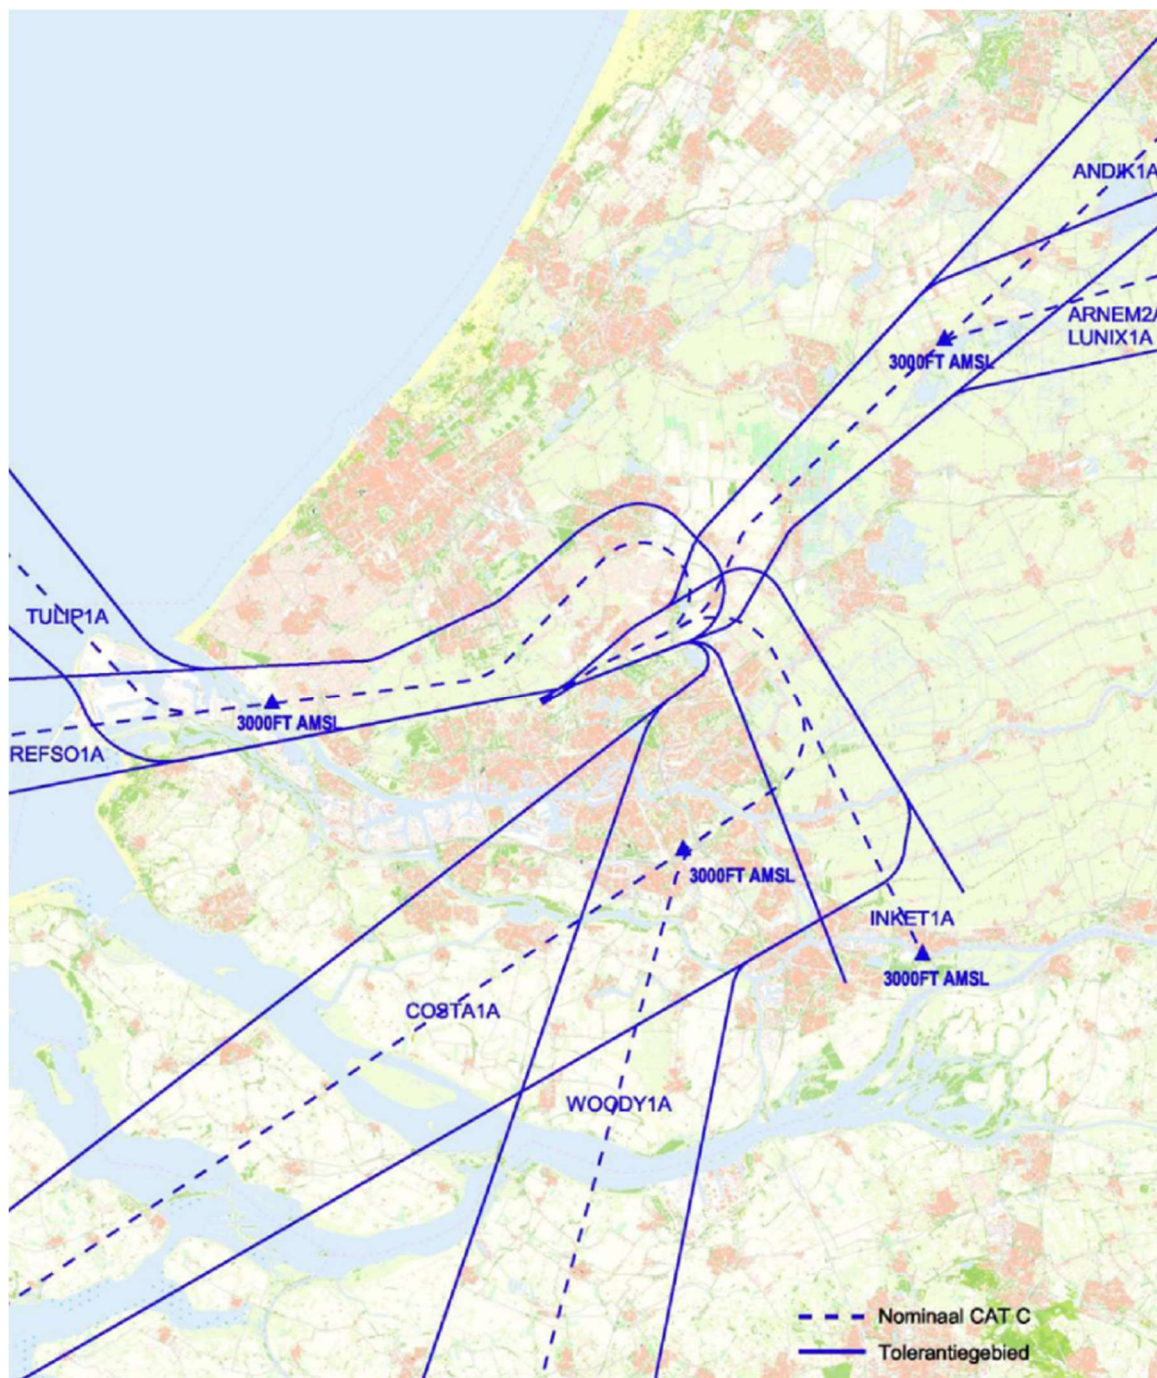 ANDIK1A
ARNEM2A
LUNIX1A
3000FT AMSL
TULIP1A
3000FT AMSL
REFSO1A
3000FT AMSL
INKET1A
3000FT AMSL
COSTA1A
WOODY1A
Nominaal CAT C
Tolerantiegebied